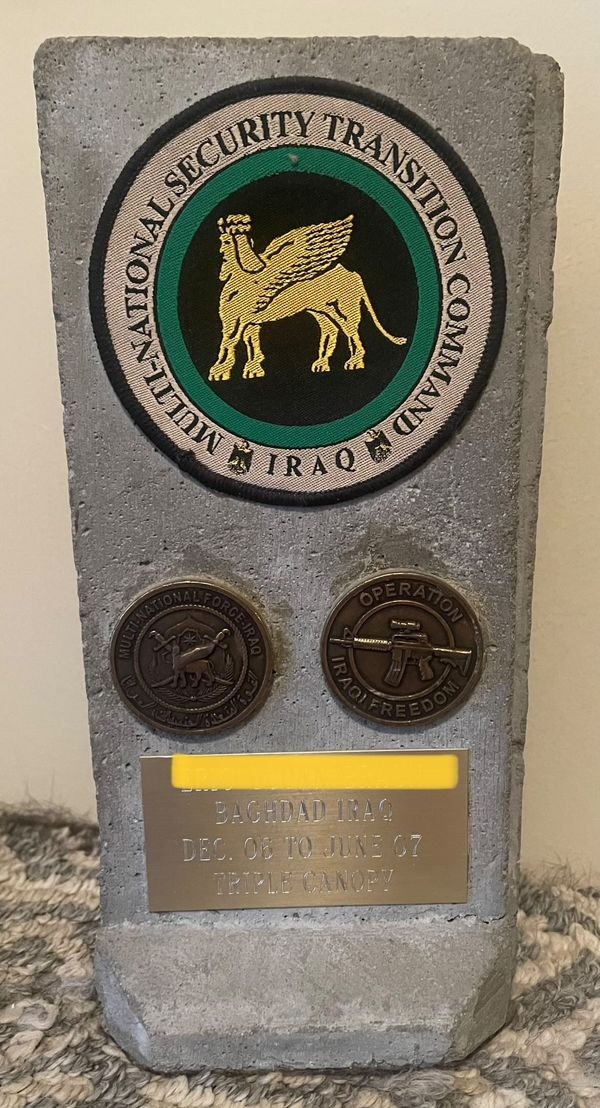 MULTI-NATIONAL SECURITY TRANSITION COMMAND
IRAQ
MULTI-NATIONAL FORCE-IRAQ
OPERATION
IRAQI FREEDOM
BAGHDAD IRAQ
DEC. 06 TO JUNE 07
TRIPLE CANOPY